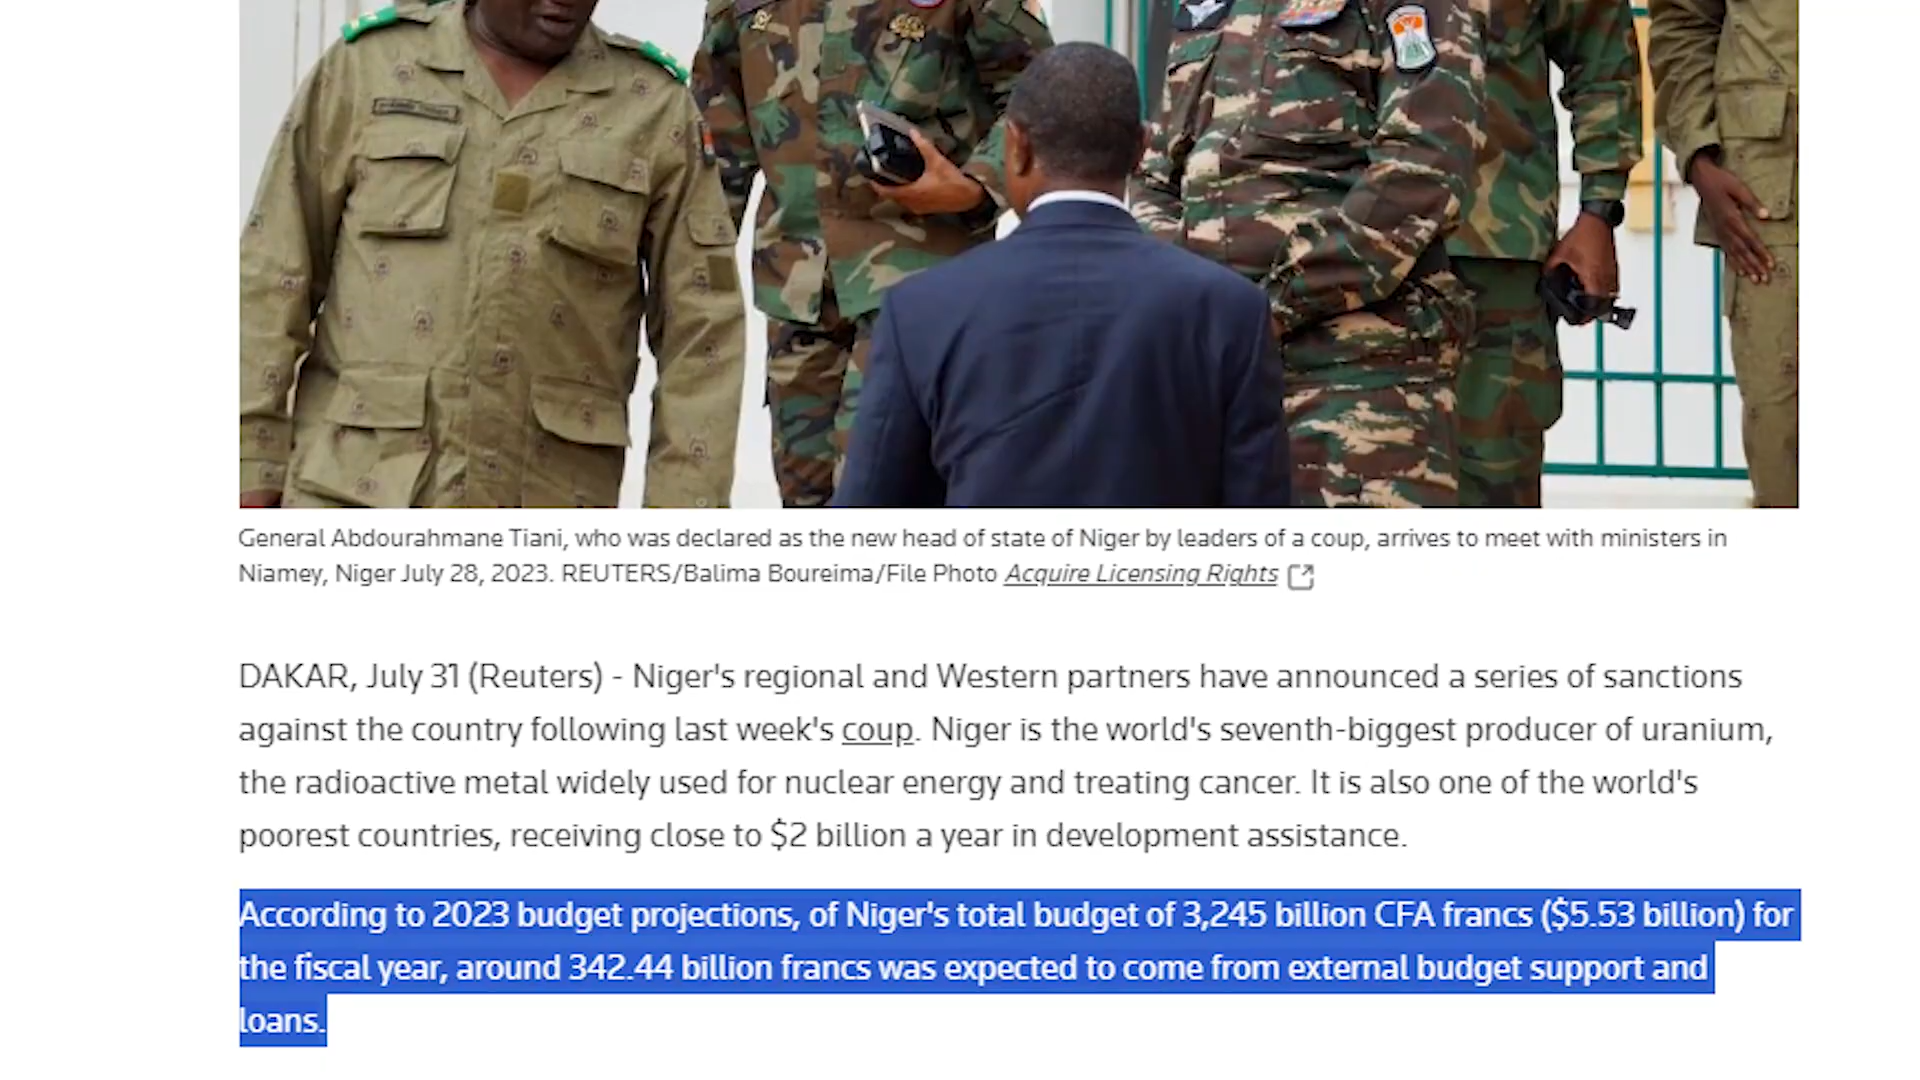 General Abdourahmane Tiani, who was declared as the new head of state of Niger by leaders of a coup, arrives to meet with ministers in
Niamey, Niger July 28, 2023. REUTERS/Balima Boureima/File Photo Acquire Licensing Rights
DAKAR, July 31 (Reuters) - Niger's regional and Western partners have announced a series of sanctions
against the country following last week's coup. Niger is the world's seventh-biggest producer of uranium,
the radioactive metal widely used for nuclear energy and treating cancer. It is also one of the world's
poorest countries, receiving close to $2 billion a year in development assistance.
According to 2023 budget projections, of Niger's total budget of 3,245 billion CFA francs ($5.53 billion) for
the fiscal year, around 342.44 billion francs was expected to come from external budget support and
loans.